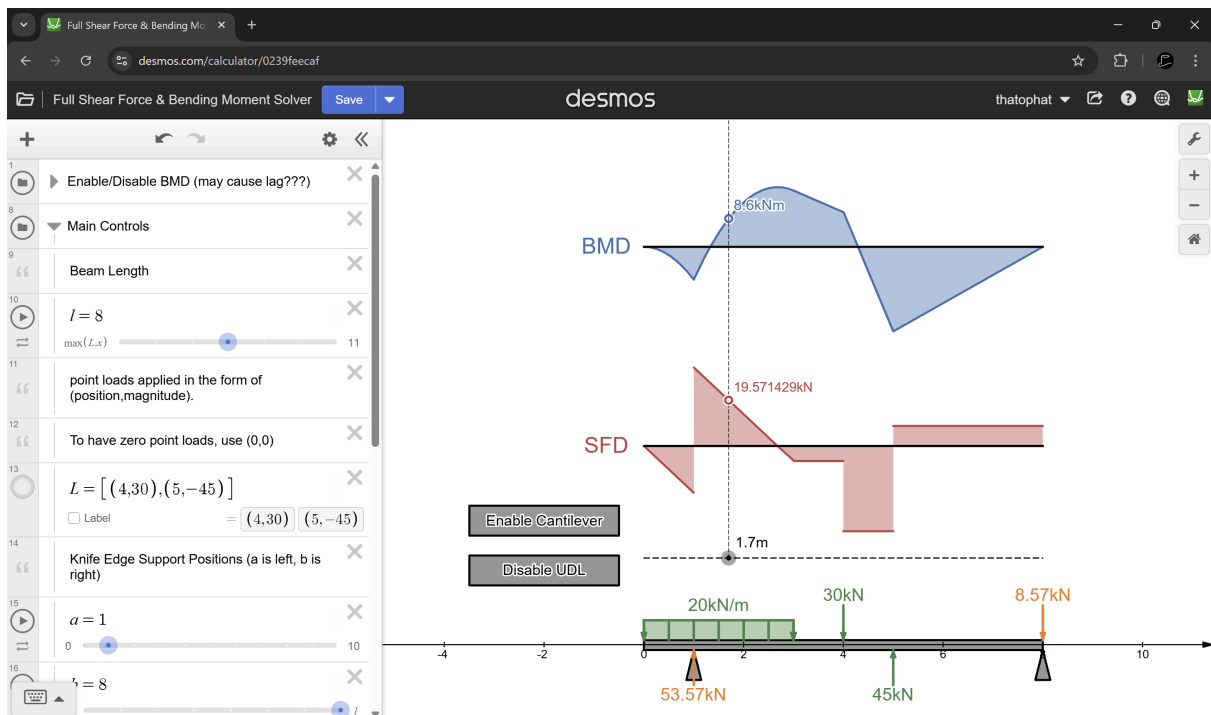 Full Shear Force & Bending Mo
desmos.com/calculator/0239feecaf
Full Shear Force & Bending Moment Solver
Save
desmos
thatophat
1
Enable/Disable BMD (may cause lag???)
8
Main Controls
9
Beam Length
10
l = 8
max(L.x)
11
11
point loads applied in the form of
(position,magnitude).
12
To have zero point loads, use (0,0)
13
L = [(4,30),(5,−45)]
Label
= (4,30) (5,−45)
14
Knife Edge Support Positions (a is left, b is
right)
15
a = 1
0
10
16
b = 8
l
BMD
8.6kNm
SFD
19.571429kN
Enable Cantilever
Disable UDL
1.7m
20kN/m
30kN
8.57kN
-4
-2
0
2
4
6
8
10
53.57kN
45kN